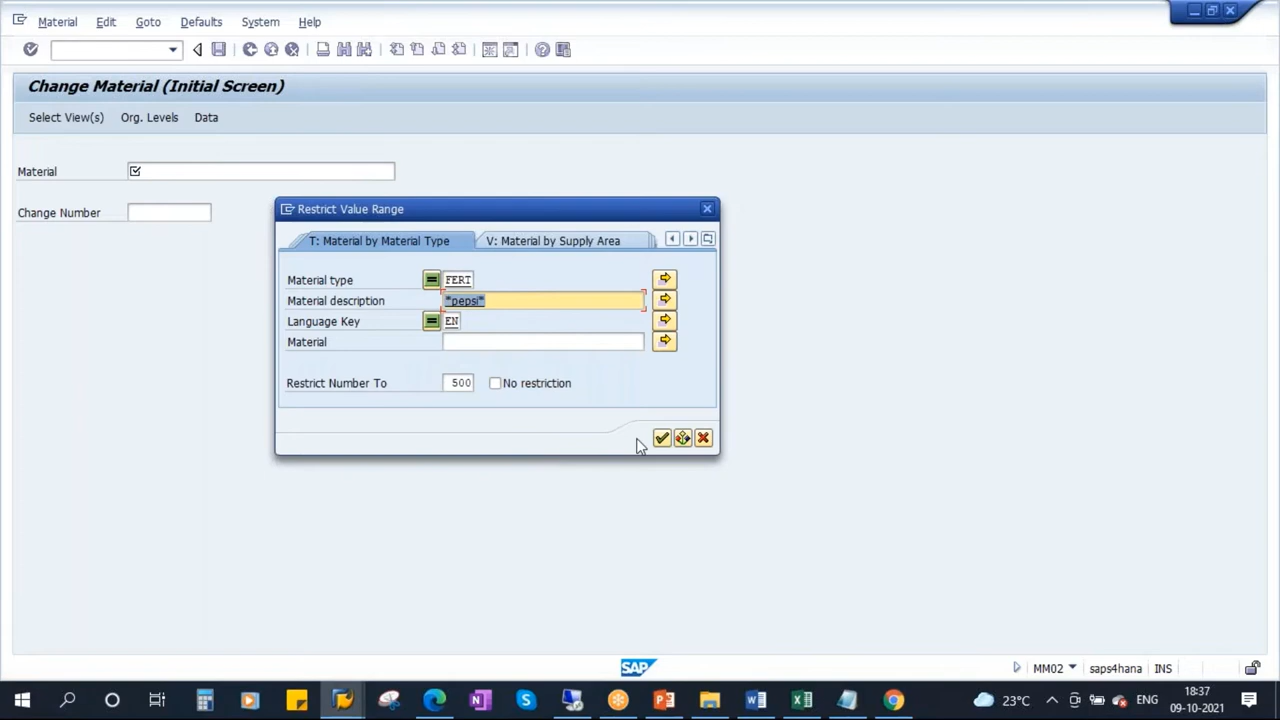 Material Edit Goto Defaults System Help
Change Material (Initial Screen)
Select View(s) Org. Levels Data
Material
Change Number
Restrict Value Range
T: Material by Material Type V: Material by Supply Area
Material type FERT
Material description *pepsi*
Language Key EN
Material
Restrict Number To 500 No restriction
SAP MM02 saps4hana INS
23°C ENG 18:37
09-10-2021